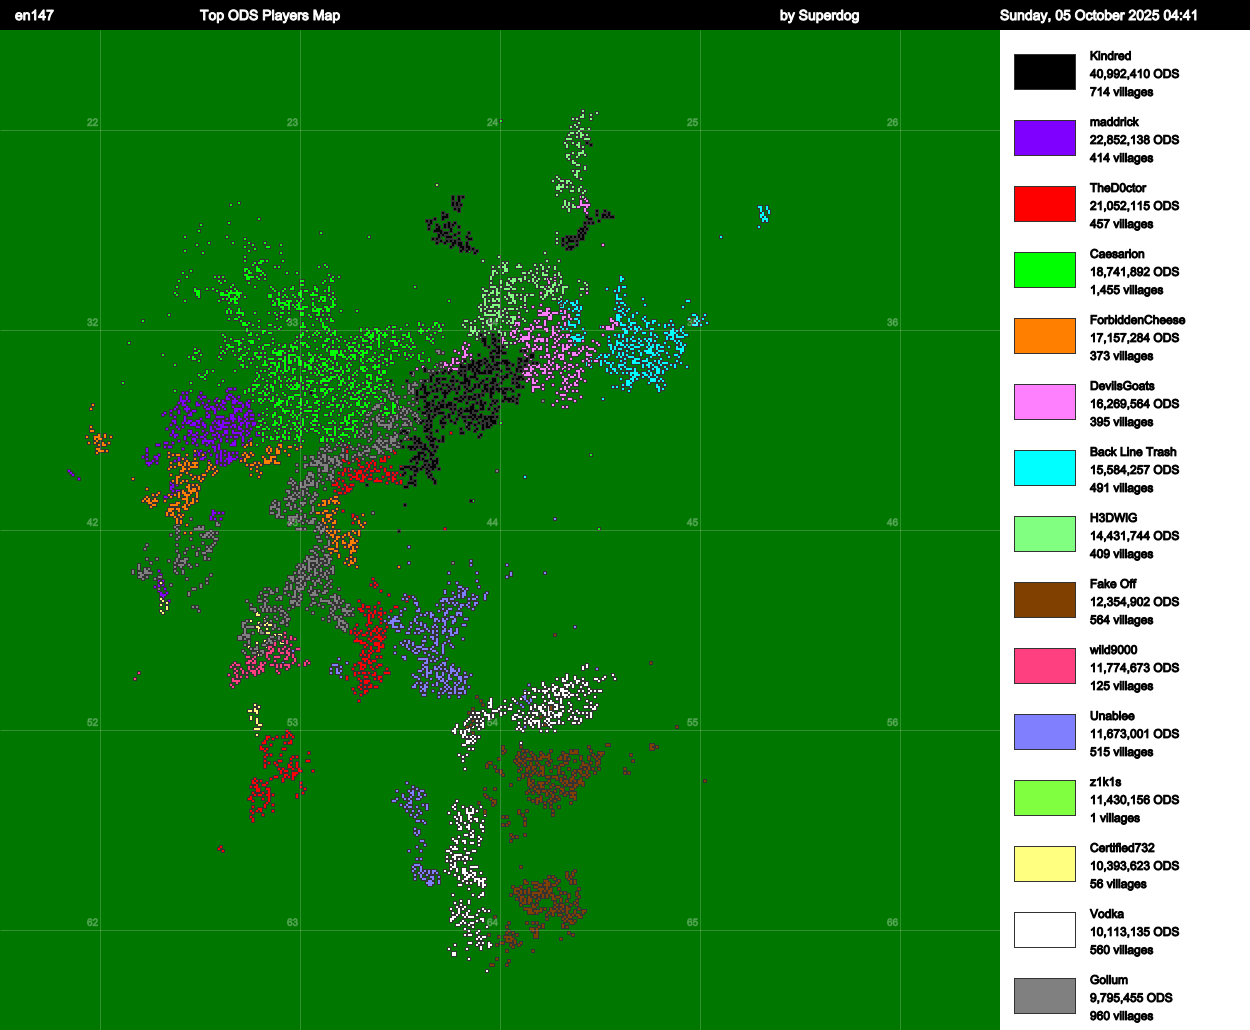 en147 Top ODS Players Map by Superdog Sunday, 05 October 2025 04:41
Kindred
40,992,410 ODS
714 villages
22 23 24 25 26
maddrick
22,852,138 ODS
414 villages
TheD0ctor
21,052,115 ODS
457 villages
Caesarion
18,741,892 ODS
1,455 villages
32 33 36
ForbiddenCheese
17,157,284 ODS
373 villages
DevilsGoats
16,269,564 ODS
395 villages
Back Line Trash
15,584,257 ODS
491 villages
42 44 45 46
H3DWIG
14,431,744 ODS
409 villages
Fake Off
12,354,902 ODS
564 villages
wild9000
11,774,673 ODS
125 villages
52 53 54 55 56
Unablee
11,673,001 ODS
515 villages
z1k1s
11,430,156 ODS
1 villages
Certified732
10,393,623 ODS
56 villages
62 63 64 65 66
Vodka
10,113,135 ODS
560 villages
Gollum
9,795,455 ODS
960 villages